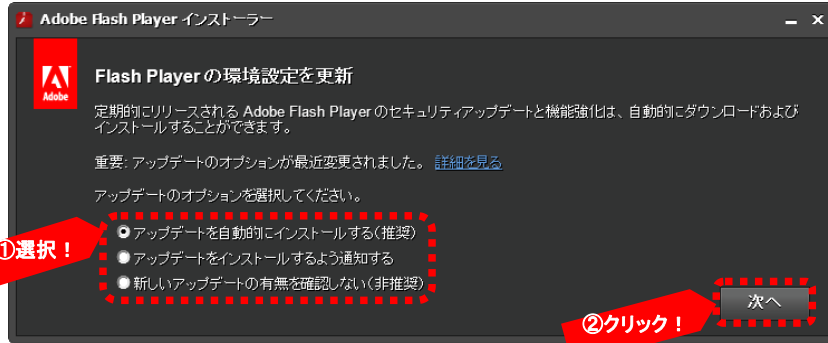 Adobe Flash Player インストーラー
Adobe
Flash Player の環境設定を更新
定期的にリリースされる Adobe Flash Player のセキュリティアップデートと機能強化は、自動的にダウンロードおよび
インストールすることができます。
重要: アップデートのオプションが最近変更されました。 詳細を見る
アップデートのオプションを選択してください。
①選択！
アップデートを自動的にインストールする(推奨)
アップデートをインストールするよう通知する
新しいアップデートの有無を確認しない(非推奨)
次へ
②クリック！